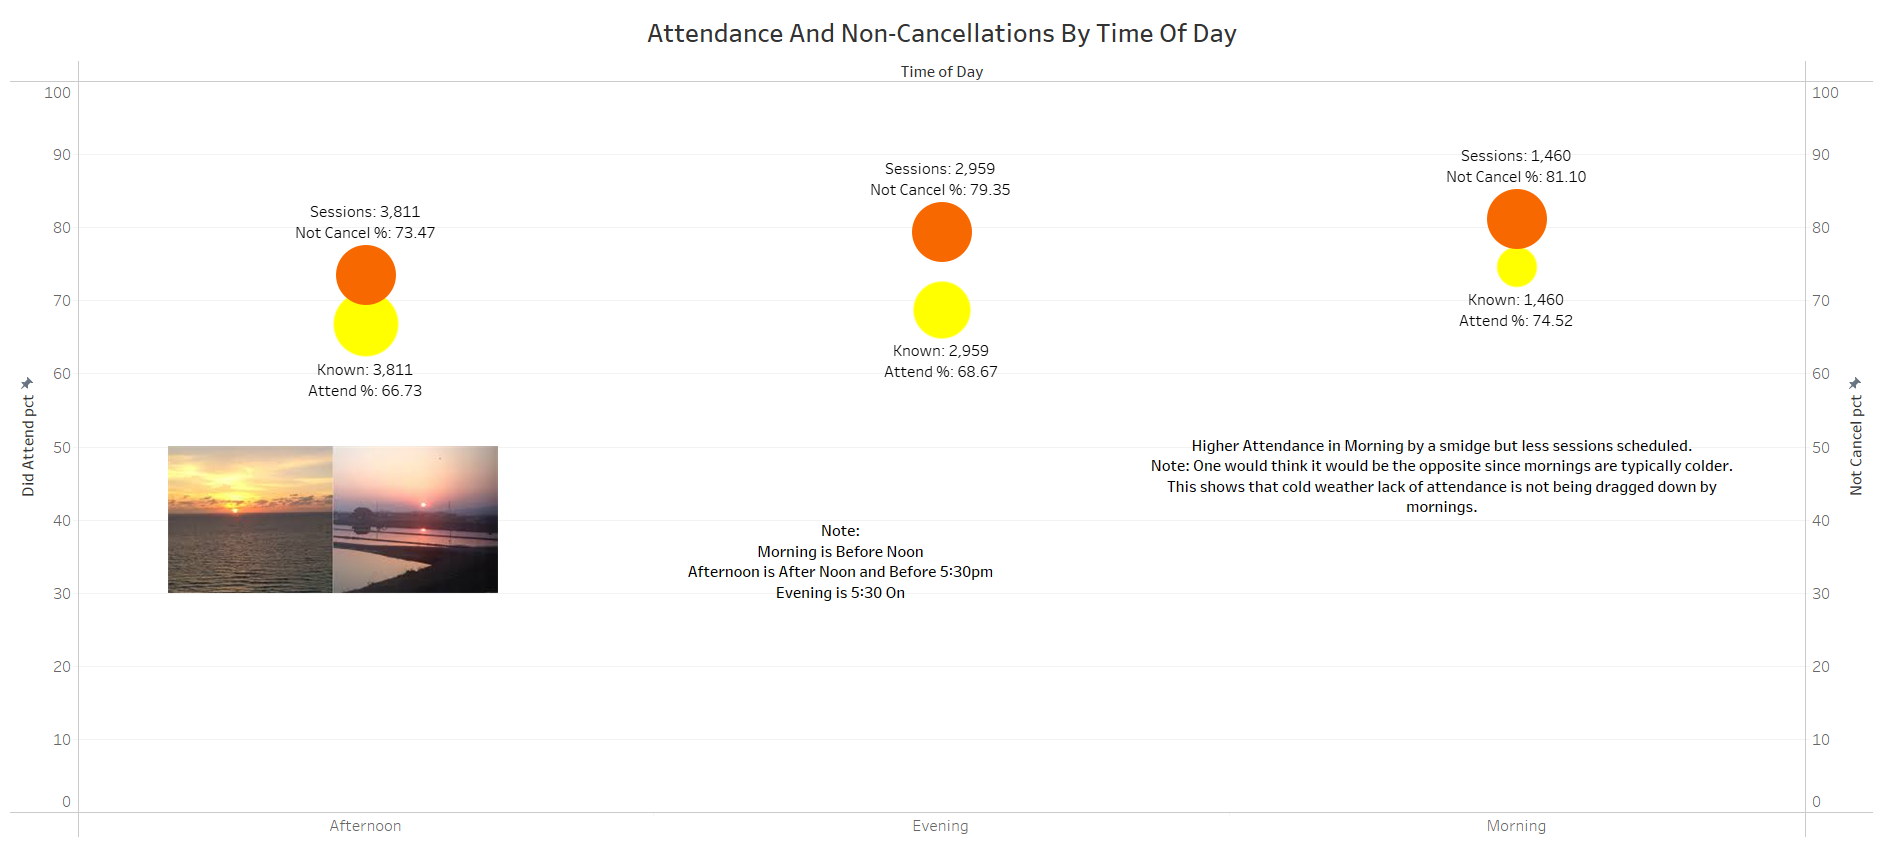 Attendance And Non-Cancellations By Time Of Day
Time of Day
100
90
80
70
60
50
40
30
20
10
0
Did Attend pct
Sessions: 3,811
Not Cancel %: 73.47
Known: 3,811
Attend %: 66.73
Sessions: 2,959
Not Cancel %: 79.35
Known: 2,959
Attend %: 68.67
Sessions: 1,460
Not Cancel %: 81.10
Known: 1,460
Attend %: 74.52
Higher Attendance in Morning by a smidge but less sessions scheduled.
Note: One would think it would be the opposite since mornings are typically colder.
This shows that cold weather lack of attendance is not being dragged down by
mornings.
Note:
Morning is Before Noon
Afternoon is After Noon and Before 5:30pm
Evening is 5:30 On
100
90
80
70
60
50
40
30
20
10
0
Not Cancel pct
Afternoon
Evening
Morning